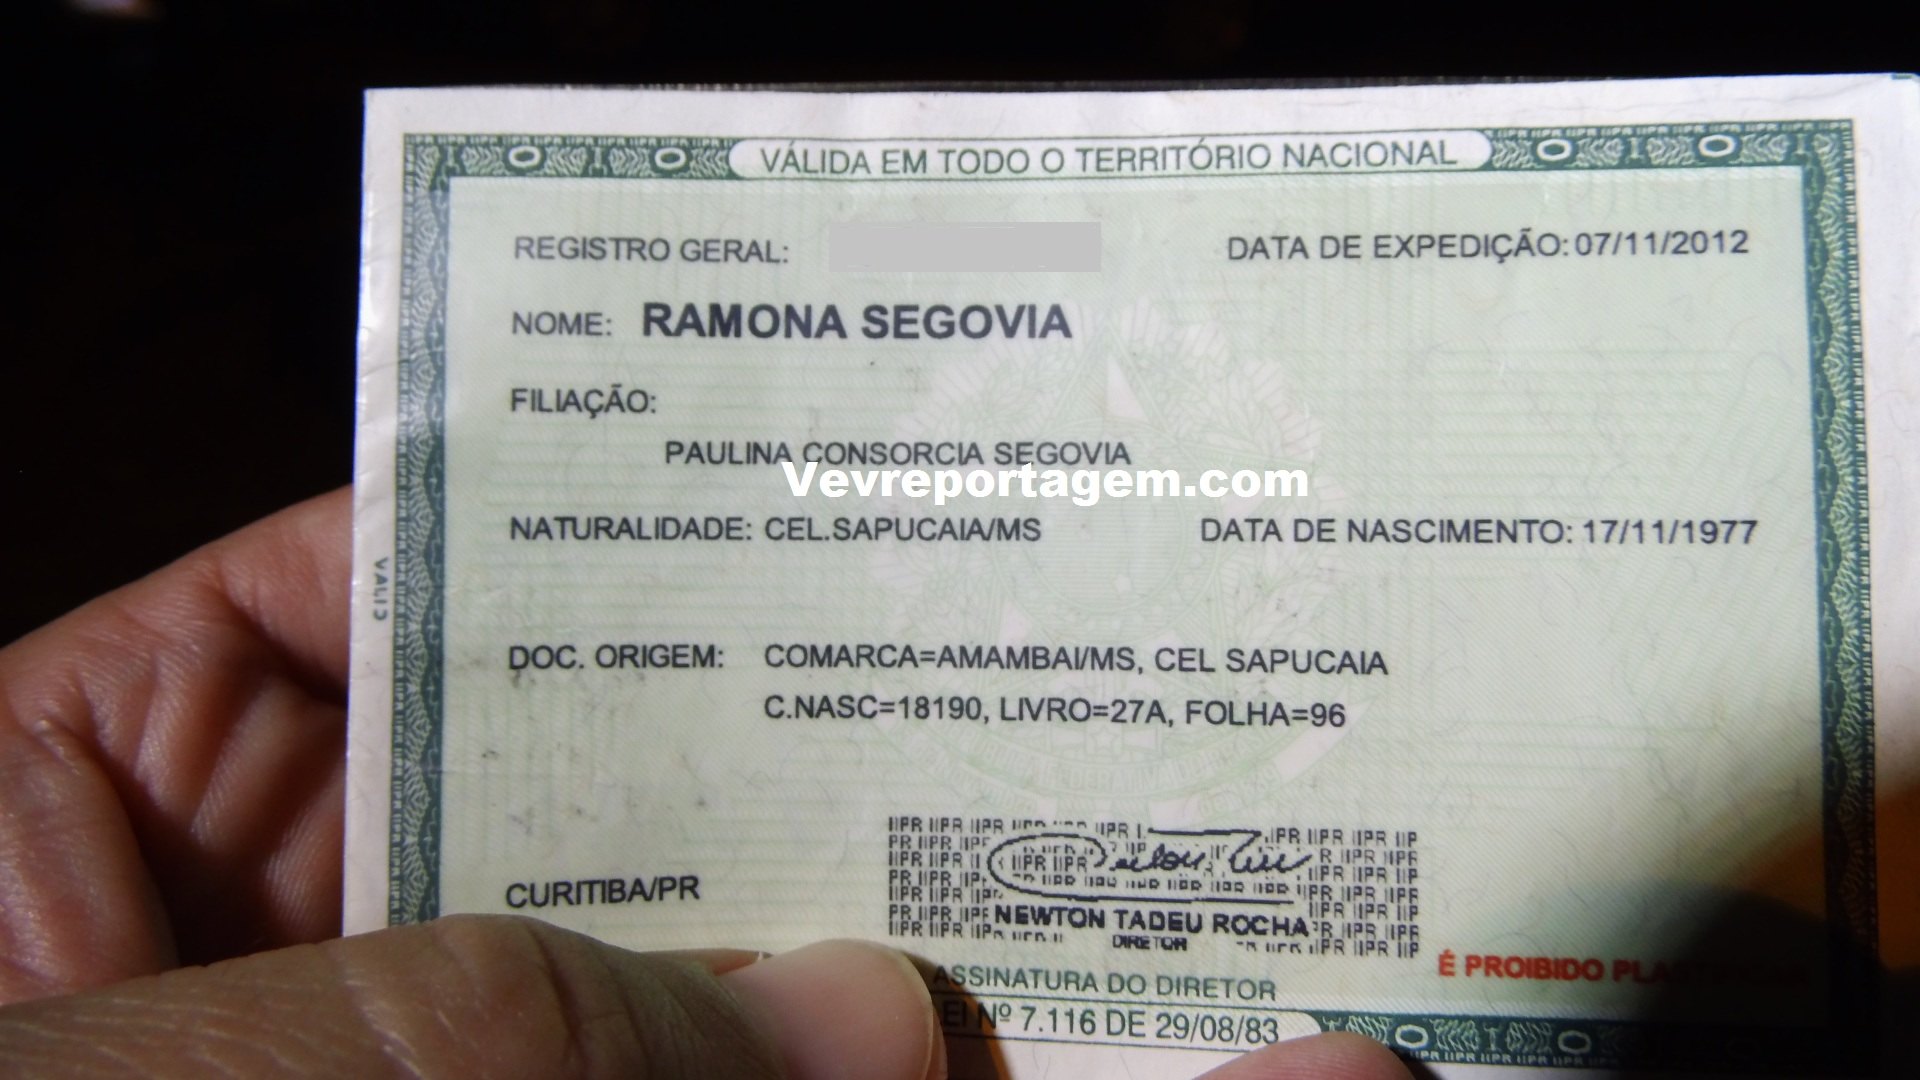 VÁLIDA EM TODO O TERRITÓRIO NACIONAL
REGISTRO GERAL: DATA DE EXPEDIÇÃO: 07/11/2012
NOME: RAMONA SEGOVIA
FILIAÇÃO:
PAULINA CONSORCIA SEGOVIA
Vevreportagem.com
NATURALIDADE: CEL.SAPUCAIA/MS DATA DE NASCIMENTO: 17/11/1977
DOC. ORIGEM: COMARCA=AMAMBAI/MS, CEL SAPUCAIA
C.NASC=18190, LIVRO=27A, FOLHA=96
CURITIBA/PR
NEWTON TADEU ROCHA
DIRETOR
É PROIBIDO
ASSINATURA DO DIRETOR
Nº 7.116 DE 29/08/83